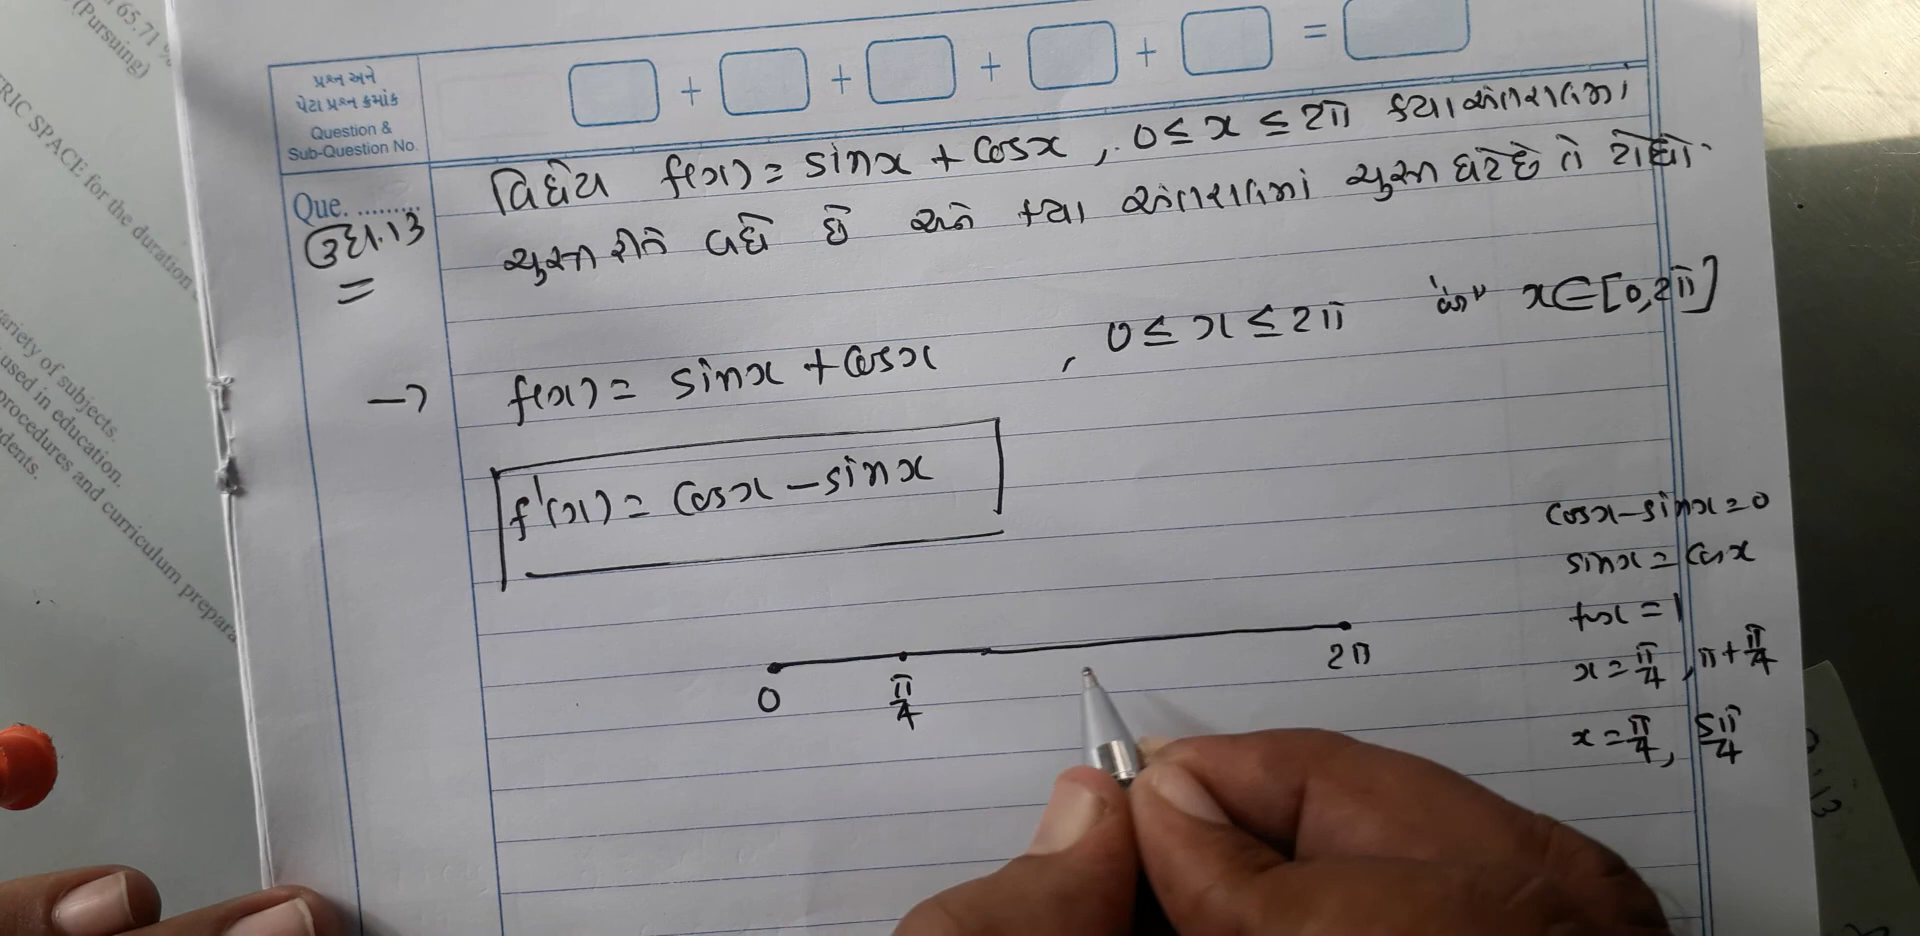 65.71 %
(Pursuing)
RIC SPACE: for the duration
ariety of subjects.
used in education.
procedures and curriculum prepara
dents.
પ્રશ્ન અને
પેટા પ્રશ્ન ક્રમાંક
Question &
Sub-Question No.
+ + + + =
Que. .........
ઉદા.13
વિધેય f(x) = sinx + cosx, 0 ≤ x ≤ 2π ક્યા અંતરાલમાં
ચુસ્ત રીતે વધે છે અને ક્યા અંતરાલમાં ચુસ્ત ઘટે છે તે શોધો.
→ f(x) = sinx + cosx , 0 ≤ x ≤ 2π x∈[0,2π]
f'(x) = cosx - sinx
cosx - sinx = 0
sinx = cosx
tanx = 1
x = π/4, π + π/4
x = π/4, 5π/4
0 π/4 2π